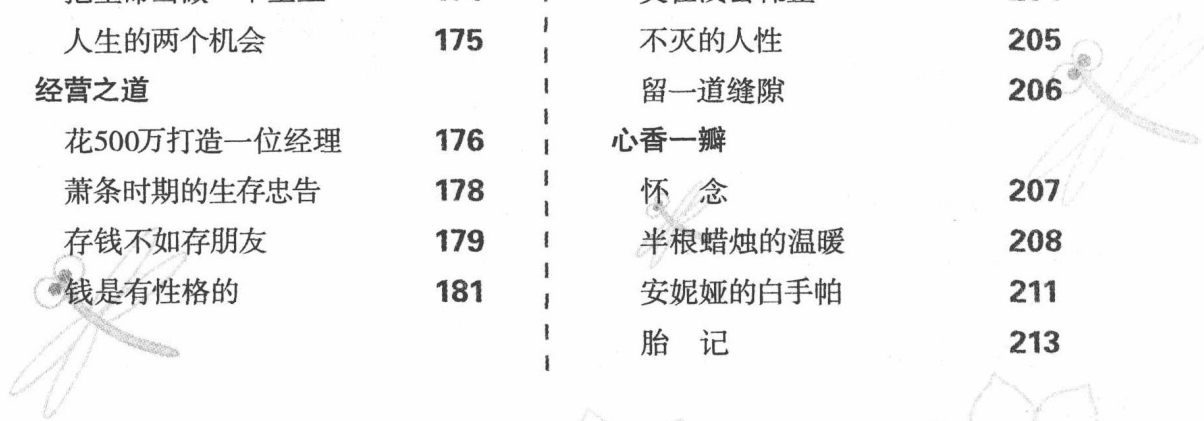 人生的两个机会 175
经营之道
花500万打造一位经理 176
萧条时期的生存忠告 178
存钱不如存朋友 179
钱是有性格的 181
不灭的人性 205
留一道缝隙 206
心香一瓣
怀 念 207
半根蜡烛的温暖 208
安妮娅的白手帕 211
胎 记 213